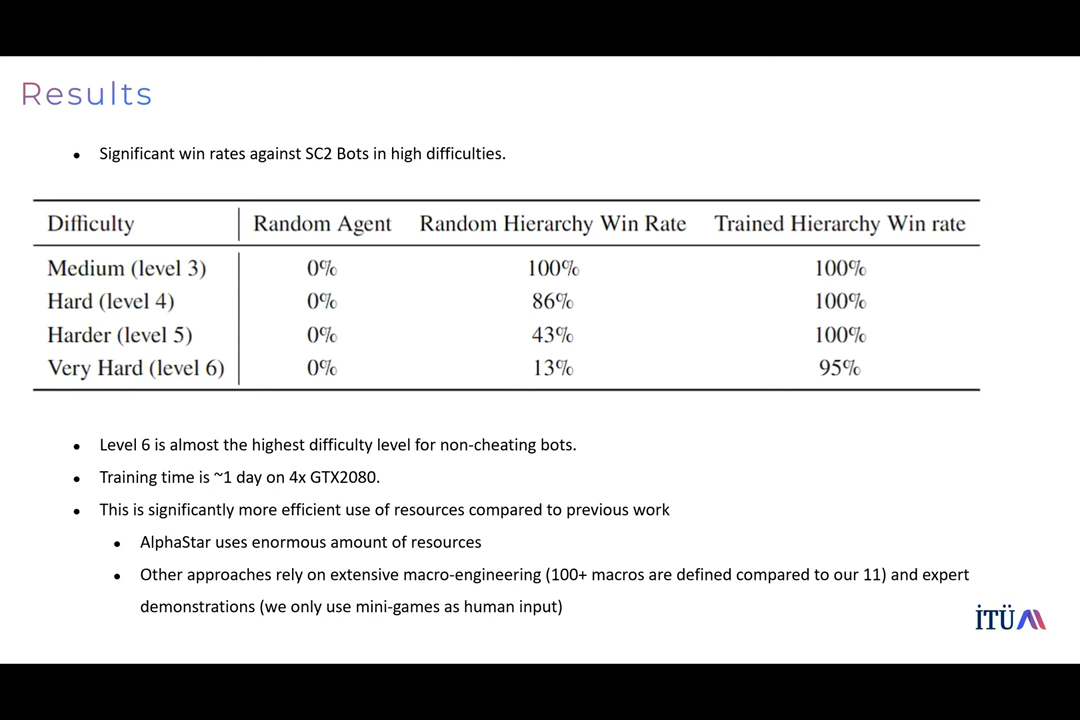 Results
• Significant win rates against SC2 Bots in high difficulties.
Difficulty Random Agent Random Hierarchy Win Rate Trained Hierarchy Win rate
Medium (level 3) 0% 100% 100%
Hard (level 4) 0% 86% 100%
Harder (level 5) 0% 43% 100%
Very Hard (level 6) 0% 13% 95%
• Level 6 is almost the highest difficulty level for non-cheating bots.
• Training time is ~1 day on 4x GTX2080.
• This is significantly more efficient use of resources compared to previous work
• AlphaStar uses enormous amount of resources
• Other approaches rely on extensive macro-engineering (100+ macros are defined compared to our 11) and expert
demonstrations (we only use mini-games as human input)
İTÜ